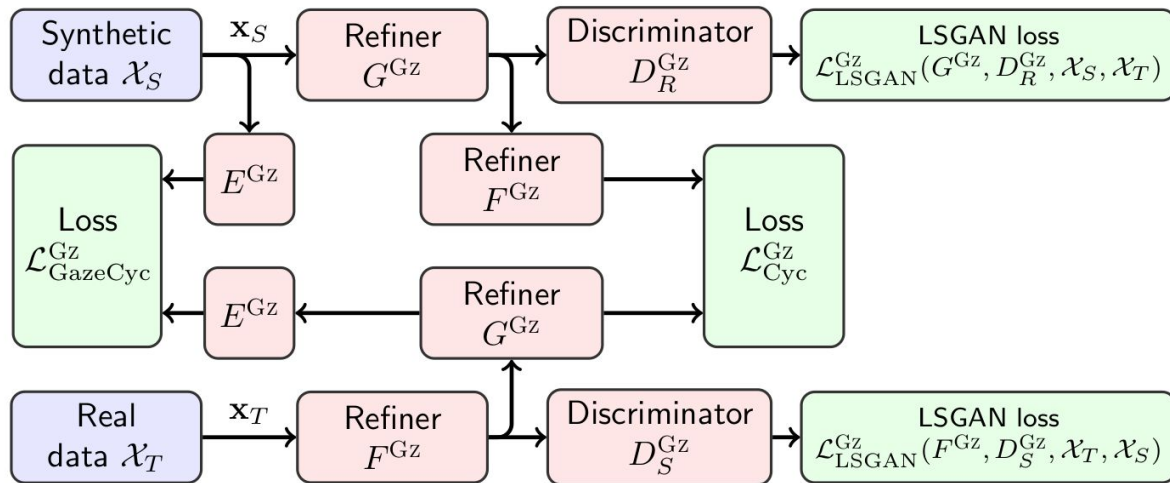 Synthetic
data 𝒳_S
𝐱_S
Refiner
G^Gz
Discriminator
D_R^Gz
LSGAN loss
ℒ_LSGAN^Gz(G^Gz, D_R^Gz, 𝒳_S, 𝒳_T)
E^Gz
Refiner
F^Gz
Loss
ℒ_GazeCyc^Gz
Loss
ℒ_Cyc^Gz
E^Gz
Refiner
G^Gz
Real
data 𝒳_T
𝐱_T
Refiner
F^Gz
Discriminator
D_S^Gz
LSGAN loss
ℒ_LSGAN^Gz(F^Gz, D_S^Gz, 𝒳_T, 𝒳_S)